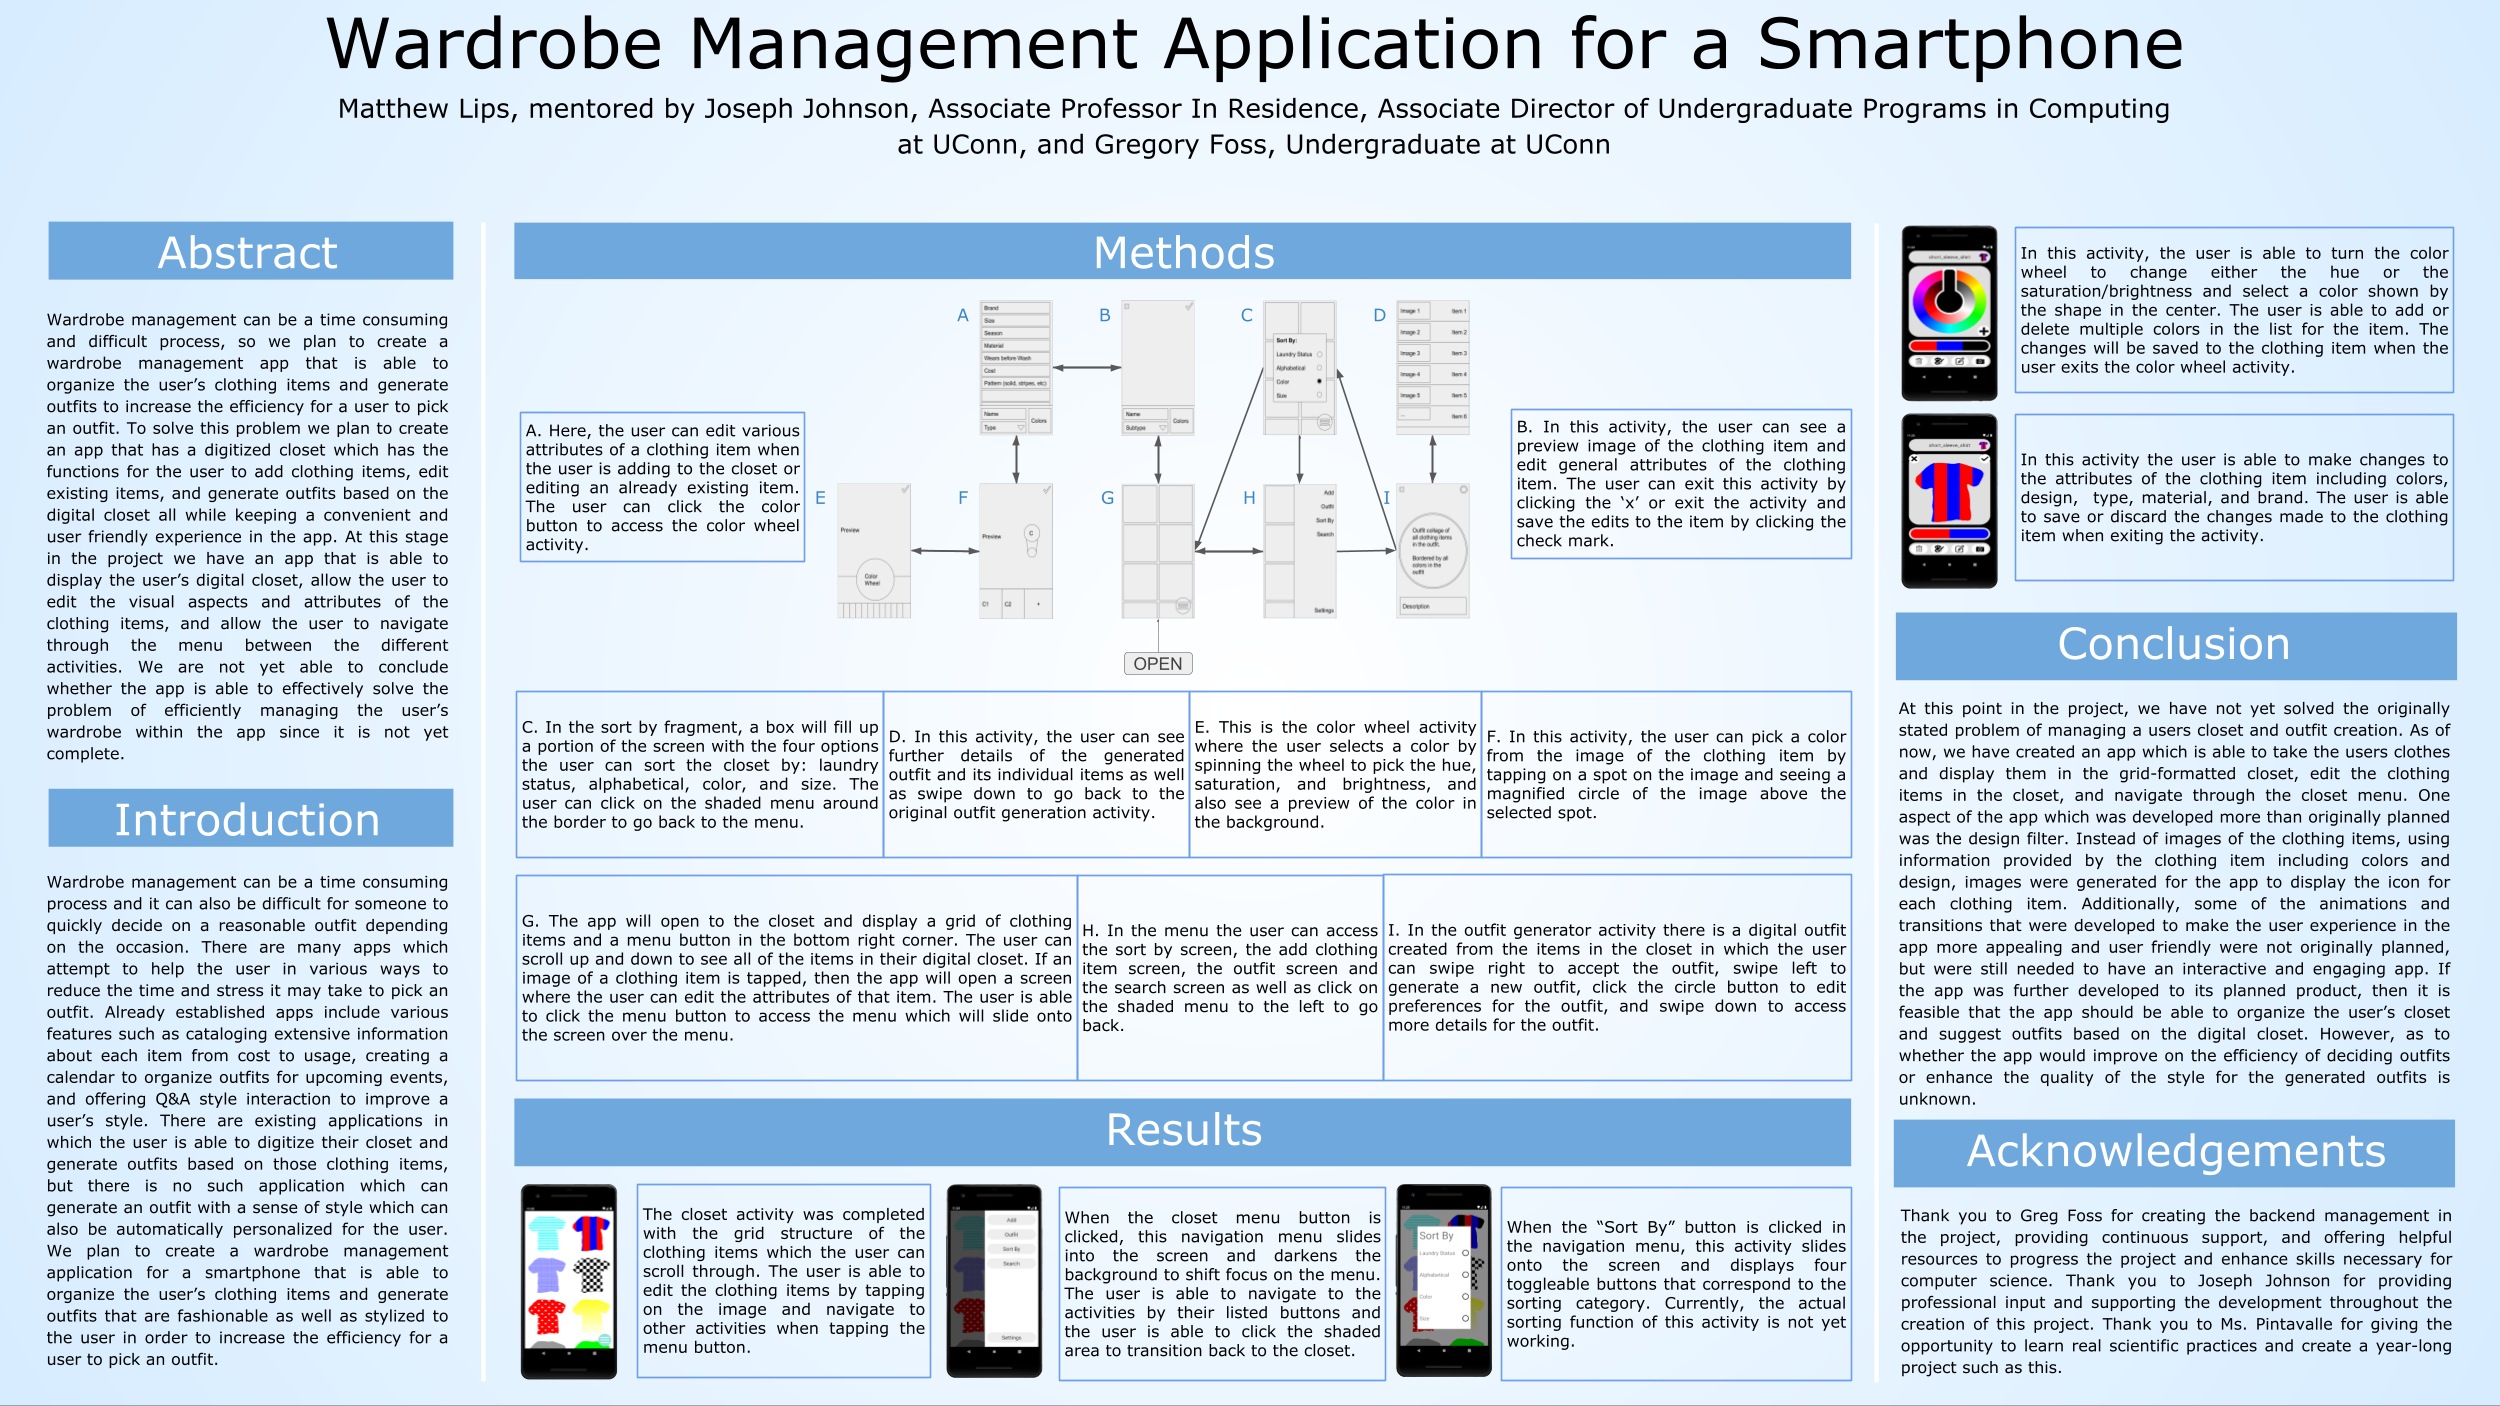 Wardrobe Management Application for a Smartphone
Matthew Lips, mentored by Joseph Johnson, Associate Professor In Residence, Associate Director of Undergraduate Programs in Computing
at UConn, and Gregory Foss, Undergraduate at UConn
Abstract
Wardrobe management can be a time consuming
and difficult process, so we plan to create a
wardrobe management app that is able to
organize the user’s clothing items and generate
outfits to increase the efficiency for a user to pick
an outfit. To solve this problem we plan to create
an app that has a digitized closet which has the
functions for the user to add clothing items, edit
existing items, and generate outfits based on the
digital closet all while keeping a convenient and
user friendly experience in the app. At this stage
in the project we have an app that is able to
display the user’s digital closet, allow the user to
edit the visual aspects and attributes of the
clothing items, and allow the user to navigate
through the menu between the different
activities. We are not yet able to conclude
whether the app is able to effectively solve the
problem of efficiently managing the user’s
wardrobe within the app since it is not yet
complete.
Introduction
Wardrobe management can be a time consuming
process and it can also be difficult for someone to
quickly decide on a reasonable outfit depending
on the occasion. There are many apps which
attempt to help the user in various ways to
reduce the time and stress it may take to pick an
outfit. Already established apps include various
features such as cataloging extensive information
about each item from cost to usage, creating a
calendar to organize outfits for upcoming events,
and offering Q&A style interaction to improve a
user’s style. There are existing applications in
which the user is able to digitize their closet and
generate outfits based on those clothing items,
but there is no such application which can
generate an outfit with a sense of style which can
also be automatically personalized for the user.
We plan to create a wardrobe management
application for a smartphone that is able to
organize the user’s clothing items and generate
outfits that are fashionable as well as stylized to
the user in order to increase the efficiency for a
user to pick an outfit.
Methods
A
Brand
Size
Season
Material
Wears before Wash
Cost
Pattern (solid, stripes, etc)
Name
Type
Colors
B
Name
Subtype
Colors
C
Sort By:
Laundry Status
Alphabetical
Color
Size
D
Image 1 Item 1
Image 2 Item 2
Image 3 Item 3
Image 4 Item 4
Image 5 Item 5
... Item 6
E
Preview
Color
Wheel
F
Preview
C
C1 C2 +
G
H
Add
Outfit
Sort By
Search
Settings
I
Outfit collage of
all clothing items
in the outfit.
Bordered by all
colors in the
outfit
Description
OPEN
A. Here, the user can edit various
attributes of a clothing item when
the user is adding to the closet or
editing an already existing item.
The user can click the color
button to access the color wheel
activity.
B. In this activity, the user can see a
preview image of the clothing item and
edit general attributes of the clothing
item. The user can exit this activity by
clicking the ‘x’ or exit the activity and
save the edits to the item by clicking the
check mark.
C. In the sort by fragment, a box will fill up
a portion of the screen with the four options
the user can sort the closet by: laundry
status, alphabetical, color, and size. The
user can click on the shaded menu around
the border to go back to the menu.
D. In this activity, the user can see
further details of the generated
outfit and its individual items as well
as swipe down to go back to the
original outfit generation activity.
E. This is the color wheel activity
where the user selects a color by
spinning the wheel to pick the hue,
saturation, and brightness, and
also see a preview of the color in
the background.
F. In this activity, the user can pick a color
from the image of the clothing item by
tapping on a spot on the image and seeing a
magnified circle of the image above the
selected spot.
G. The app will open to the closet and display a grid of clothing
items and a menu button in the bottom right corner. The user can
scroll up and down to see all of the items in their digital closet. If an
image of a clothing item is tapped, then the app will open a screen
where the user can edit the attributes of that item. The user is able
to click the menu button to access the menu which will slide onto
the screen over the menu.
H. In the menu the user can access
the sort by screen, the add clothing
item screen, the outfit screen and
the search screen as well as click on
the shaded menu to the left to go
back.
I. In the outfit generator activity there is a digital outfit
created from the items in the closet in which the user
can swipe right to accept the outfit, swipe left to
generate a new outfit, click the circle button to edit
preferences for the outfit, and swipe down to access
more details for the outfit.
Results
The closet activity was completed
with the grid structure of the
clothing items which the user can
scroll through. The user is able to
edit the clothing items by tapping
on the image and navigate to
other activities when tapping the
menu button.
Add
Outfit
Sort By
Search
Settings
When the closet menu button is
clicked, this navigation menu slides
into the screen and darkens the
background to shift focus on the menu.
The user is able to navigate to the
activities by their listed buttons and
the user is able to click the shaded
area to transition back to the closet.
Sort By
Laundry Status
Alphabetical
Color
Size
When the “Sort By” button is clicked in
the navigation menu, this activity slides
onto the screen and displays four
toggleable buttons that correspond to the
sorting category. Currently, the actual
sorting function of this activity is not yet
working.
short_sleeve_shirt
In this activity, the user is able to turn the color
wheel to change either the hue or the
saturation/brightness and select a color shown by
the shape in the center. The user is able to add or
delete multiple colors in the list for the item. The
changes will be saved to the clothing item when the
user exits the color wheel activity.
short_sleeve_shirt
In this activity the user is able to make changes to
the attributes of the clothing item including colors,
design, type, material, and brand. The user is able
to save or discard the changes made to the clothing
item when exiting the activity.
Conclusion
At this point in the project, we have not yet solved the originally
stated problem of managing a users closet and outfit creation. As of
now, we have created an app which is able to take the users clothes
and display them in the grid-formatted closet, edit the clothing
items in the closet, and navigate through the closet menu. One
aspect of the app which was developed more than originally planned
was the design filter. Instead of images of the clothing items, using
information provided by the clothing item including colors and
design, images were generated for the app to display the icon for
each clothing item. Additionally, some of the animations and
transitions that were developed to make the user experience in the
app more appealing and user friendly were not originally planned,
but were still needed to have an interactive and engaging app. If
the app was further developed to its planned product, then it is
feasible that the app should be able to organize the user’s closet
and suggest outfits based on the digital closet. However, as to
whether the app would improve on the efficiency of deciding outfits
or enhance the quality of the style for the generated outfits is
unknown.
Acknowledgements
Thank you to Greg Foss for creating the backend management in
the project, providing continuous support, and offering helpful
resources to progress the project and enhance skills necessary for
computer science. Thank you to Joseph Johnson for providing
professional input and supporting the development throughout the
creation of this project. Thank you to Ms. Pintavalle for giving the
opportunity to learn real scientific practices and create a year-long
project such as this.